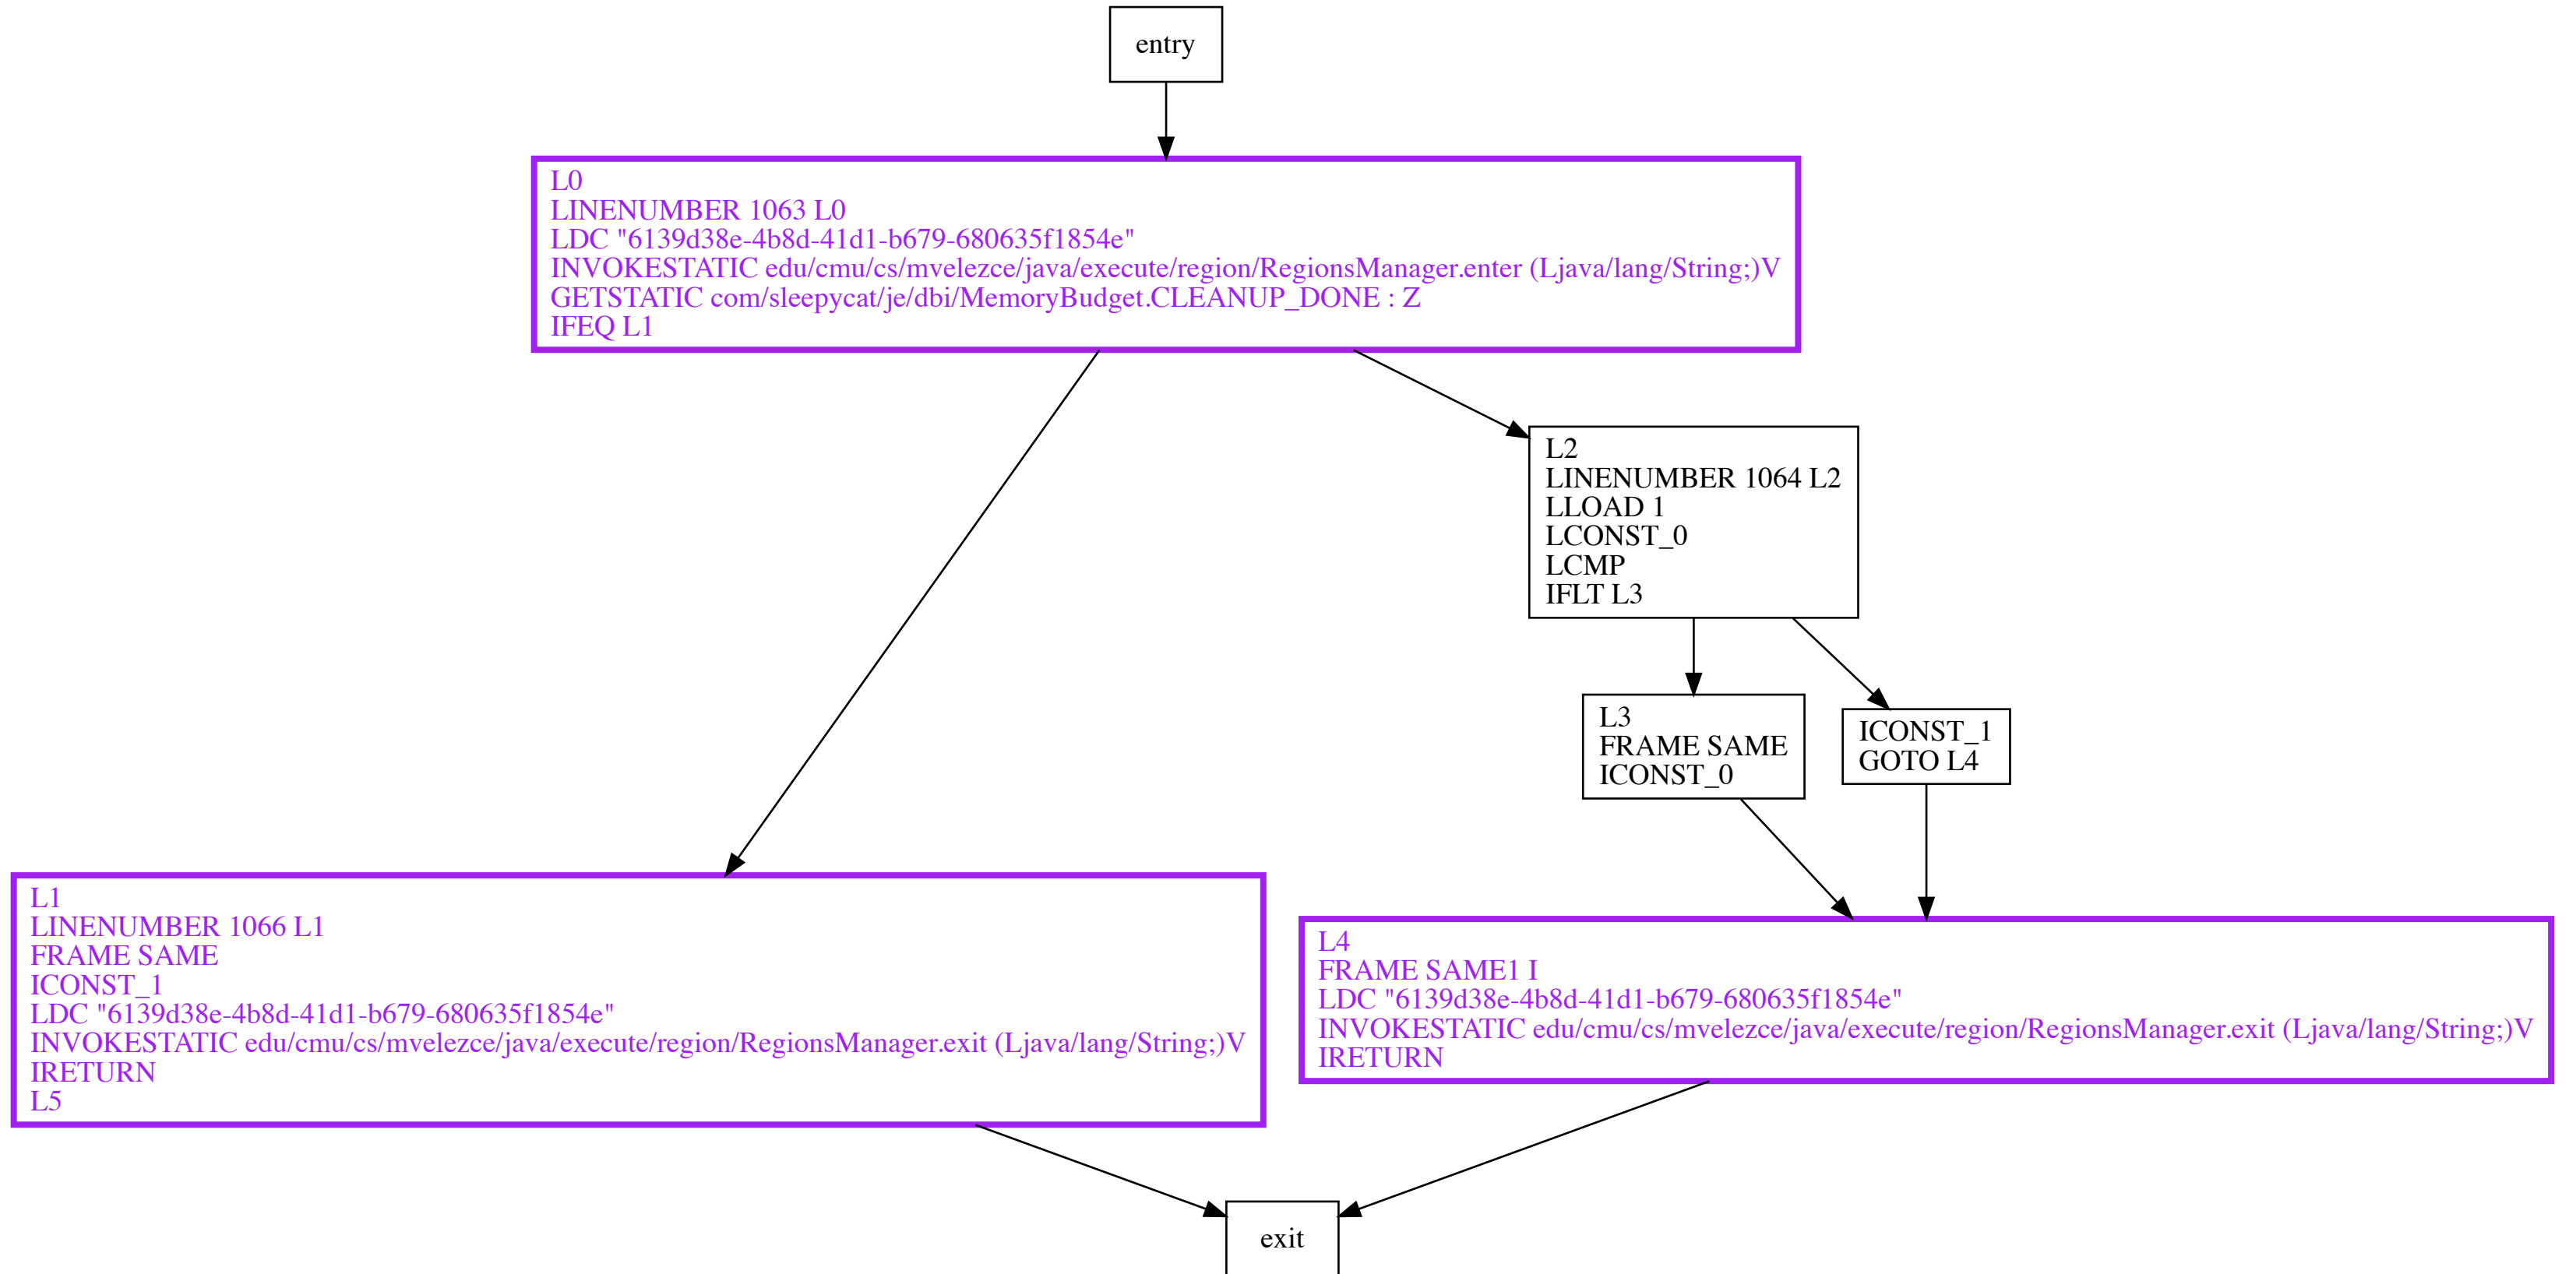 entry
L0
LINENUMBER 1063 L0
LDC "6139d38e-4b8d-41d1-b679-680635f1854e"
INVOKESTATIC edu/cmu/cs/mvelezce/java/execute/region/RegionsManager.enter (Ljava/lang/String;)V
GETSTATIC com/sleepycat/je/dbi/MemoryBudget.CLEANUP_DONE : Z
IFEQ L1
L2
LINENUMBER 1064 L2
LLOAD 1
LCONST_0
LCMP
IFLT L3
L3
FRAME SAME
ICONST_0
ICONST_1
GOTO L4
L1
LINENUMBER 1066 L1
FRAME SAME
ICONST_1
LDC "6139d38e-4b8d-41d1-b679-680635f1854e"
INVOKESTATIC edu/cmu/cs/mvelezce/java/execute/region/RegionsManager.exit (Ljava/lang/String;)V
IRETURN
L5
L4
FRAME SAME1 I
LDC "6139d38e-4b8d-41d1-b679-680635f1854e"
INVOKESTATIC edu/cmu/cs/mvelezce/java/execute/region/RegionsManager.exit (Ljava/lang/String;)V
IRETURN
exit